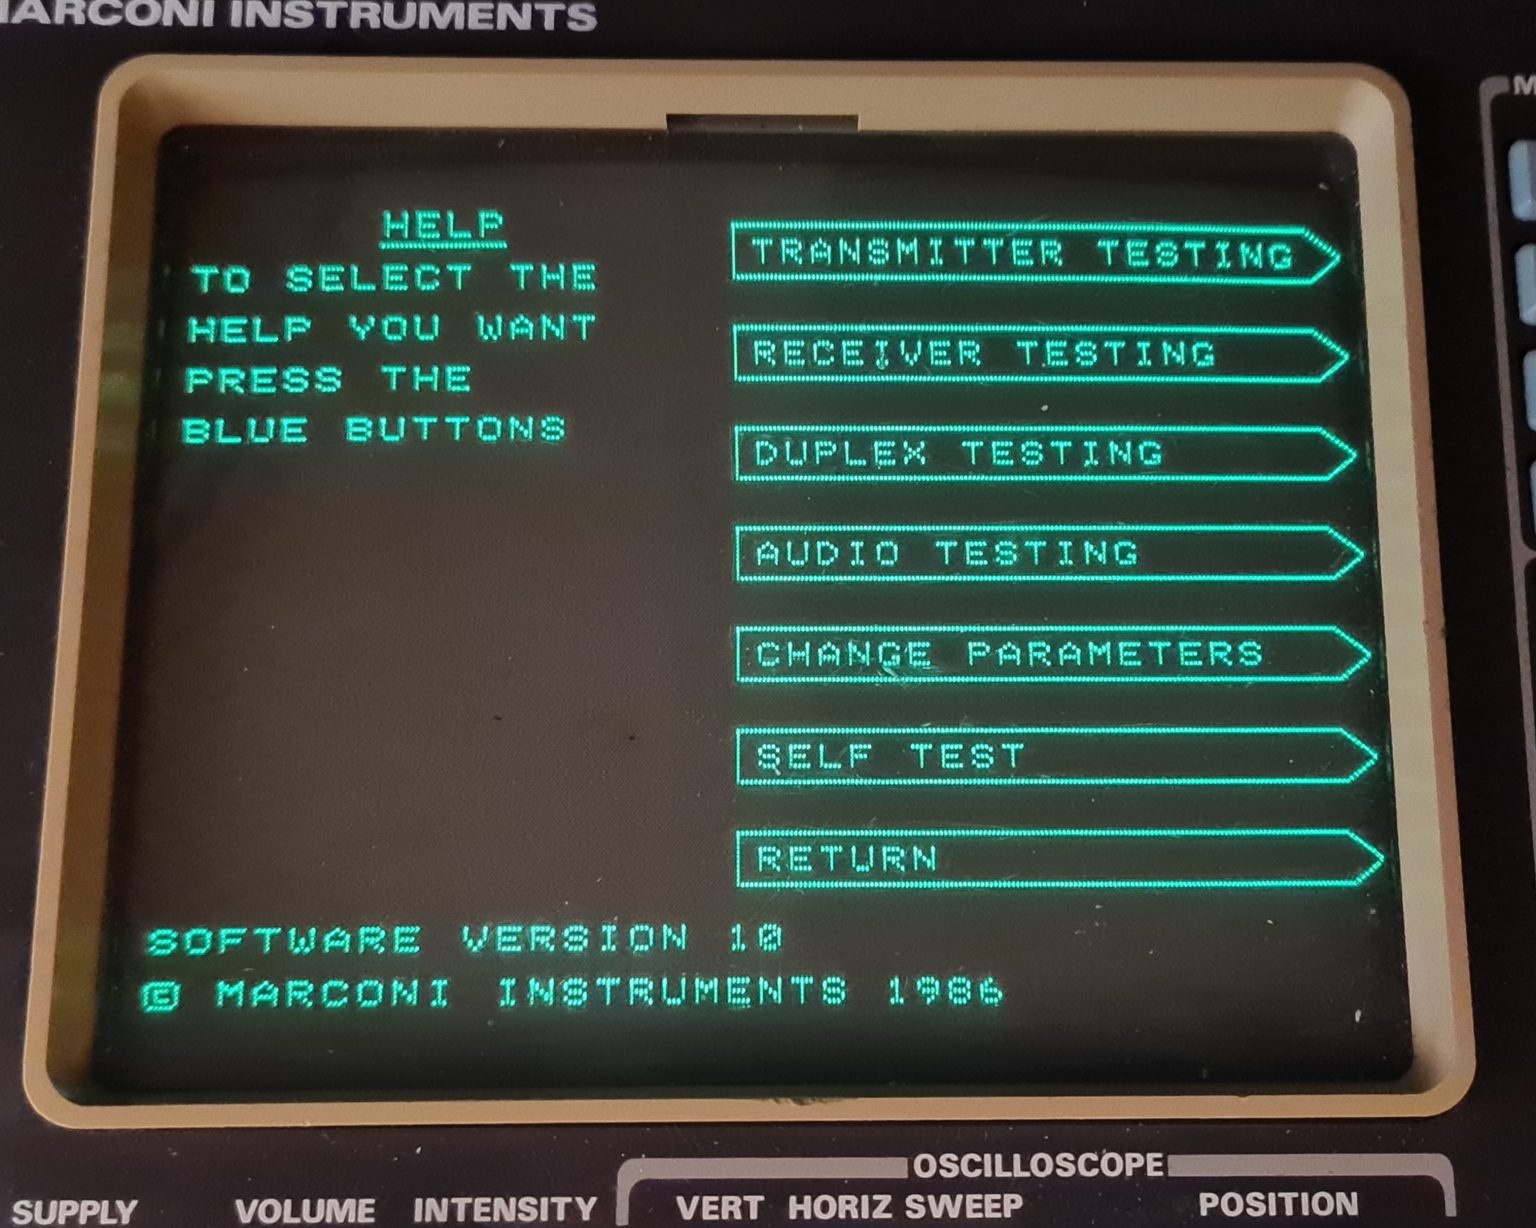 MARCONI INSTRUMENTS
HELP
TO SELECT THE
HELP YOU WANT
PRESS THE
BLUE BUTTONS
TRANSMITTER TESTING
RECEIVER TESTING
DUPLEX TESTING
AUDIO TESTING
CHANGE PARAMETERS
SELF TEST
RETURN
SOFTWARE VERSION 10
© MARCONI INSTRUMENTS 1986
OSCILLOSCOPE
SUPPLY VOLUME INTENSITY VERT HORIZ SWEEP POSITION